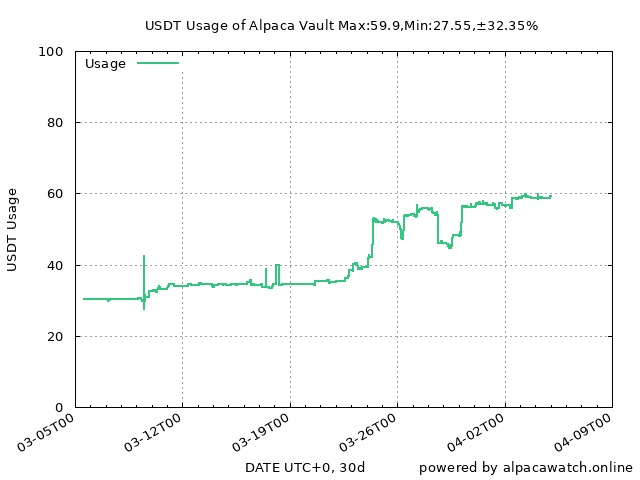 USDT Usage of Alpaca Vault Max:59.9,Min:27.55,±32.35%
100
Usage
80
60
40
20
0
USDT Usage
03-05T00
03-12T00
03-19T00
03-26T00
04-02T00
04-09T00
DATE UTC+0, 30d
powered by alpacawatch.online